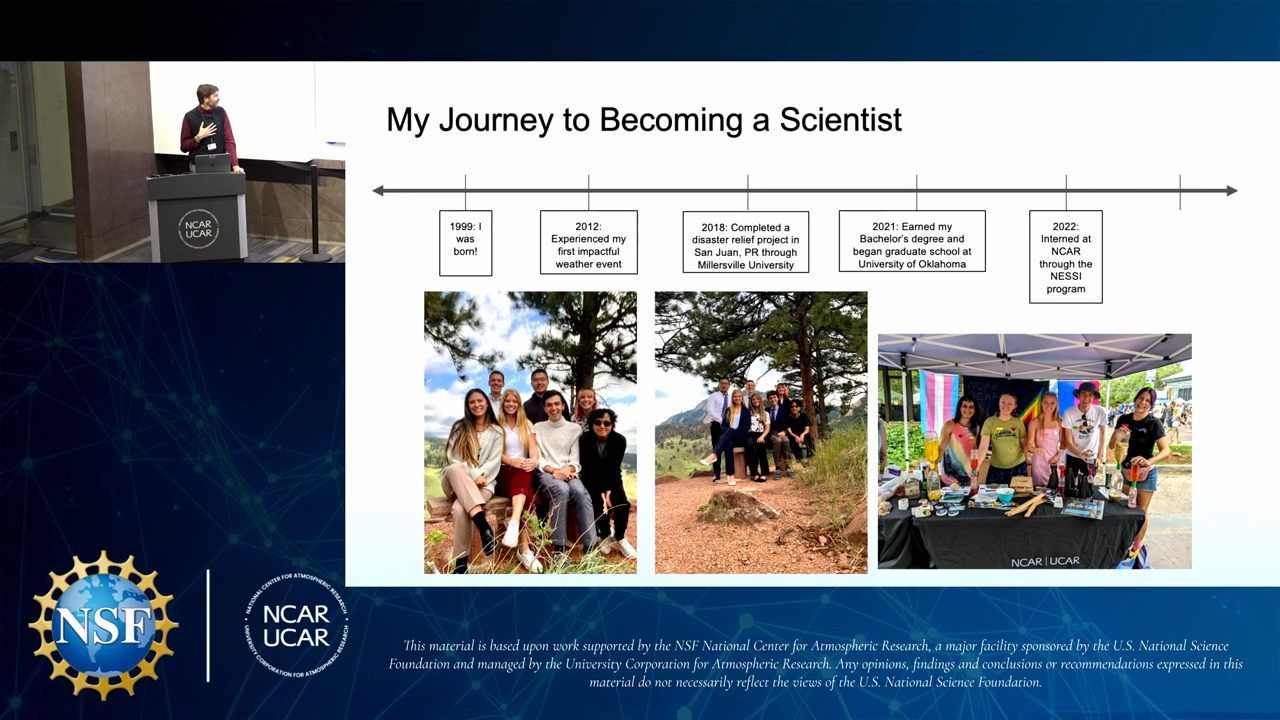 My Journey to Becoming a Scientist
1999: I
was
born!
2012:
Experienced my
first impactful
weather event
2018: Completed a
disaster relief project in
San Juan, PR through
Millersville University
2021: Earned my
Bachelor's degree and
began graduate school at
University of Oklahoma
2022:
Interned at
NCAR
through the
NESSI
program
NCAR
UCAR
NCAR
UCAR
NCAR | UCAR
NSF
NATIONAL CENTER FOR ATMOSPHERIC RESEARCH
NCAR
UCAR
UNIVERSITY CORPORATION FOR ATMOSPHERIC RESEARCH
This material is based upon work supported by the NSF National Center for Atmospheric Research, a major facility sponsored by the U.S. National Science
Foundation and managed by the University Corporation for Atmospheric Research. Any opinions, findings and conclusions or recommendations expressed in this
material do not necessarily reflect the views of the U.S. National Science Foundation.